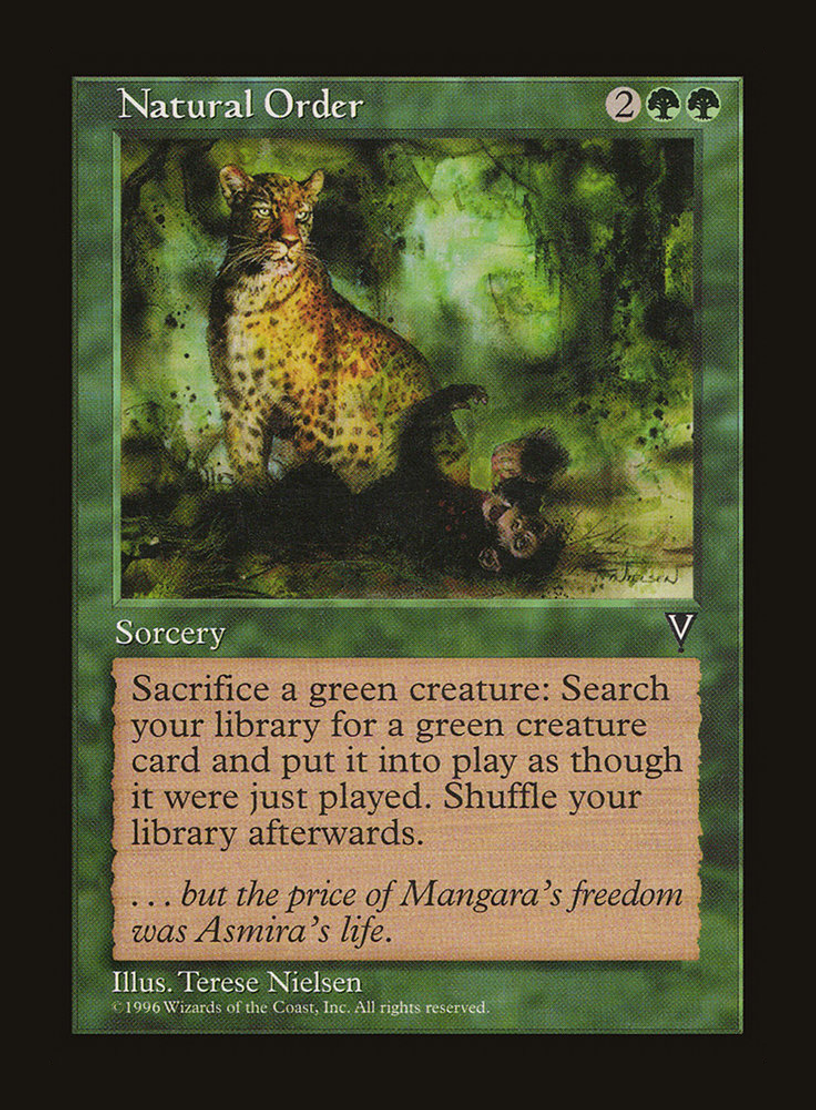 Natural Order 2
Nielsen
Sorcery V
Sacrifice a green creature: Search
your library for a green creature
card and put it into play as though
it were just played. Shuffle your
library afterwards.
. . . but the price of Mangara's freedom
was Asmira's life.
Illus. Terese Nielsen
©1996 Wizards of the Coast, Inc. All rights reserved.